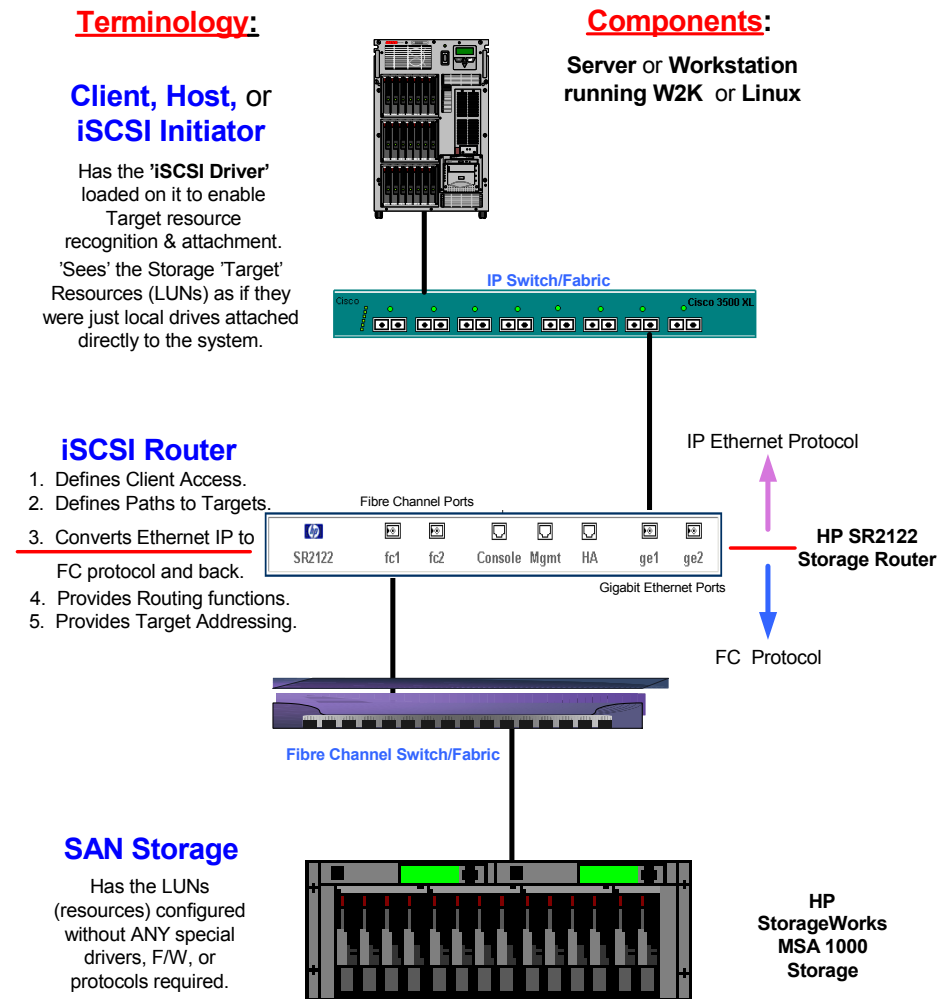 Terminology:
Components:
Client, Host, or
iSCSI Initiator
Has the 'iSCSI Driver'
loaded on it to enable
Target resource
recognition & attachment.
'Sees' the Storage 'Target'
Resources (LUNs) as if they
were just local drives attached
directly to the system.
Server or Workstation
running W2K or Linux
IP Switch/Fabric
Cisco
Cisco 3500 XL
iSCSI Router
1. Defines Client Access.
2. Defines Paths to Targets.
3. Converts Ethernet IP to
FC protocol and back.
4. Provides Routing functions.
5. Provides Target Addressing.
Fibre Channel Ports
hp
SR2122 fc1 fc2 Console Mgmt HA ge1 ge2
Gigabit Ethernet Ports
IP Ethernet Protocol
HP SR2122
Storage Router
FC Protocol
Fibre Channel Switch/Fabric
SAN Storage
Has the LUNs
(resources) configured
without ANY special
drivers, F/W, or
protocols required.
HP
StorageWorks
MSA 1000
Storage